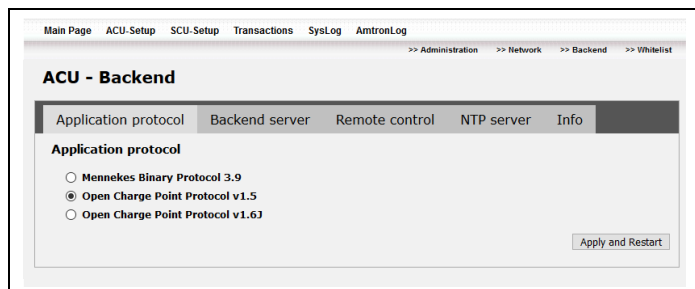 Main Page ACU-Setup SCU-Setup Transactions SysLog AmtronLog
>> Administration >> Network >> Backend >> Whitelist
ACU - Backend
Application protocol Backend server Remote control NTP server Info
Application protocol
Mennekes Binary Protocol 3.9
Open Charge Point Protocol v1.5
Open Charge Point Protocol v1.6J
Apply and Restart